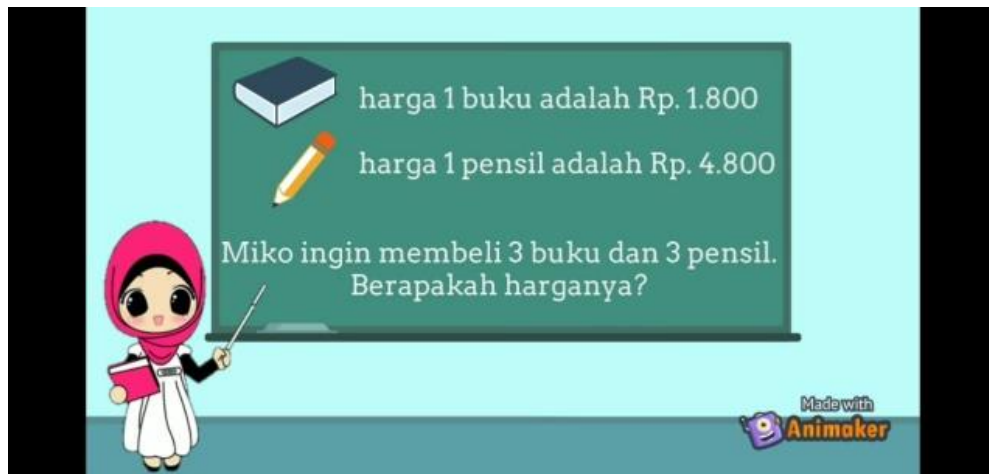 harga 1 buku adalah Rp. 1.800
harga 1 pensil adalah Rp. 4.800
Miko ingin membeli 3 buku dan 3 pensil.
Berapakah harganya?
Made with
Animaker